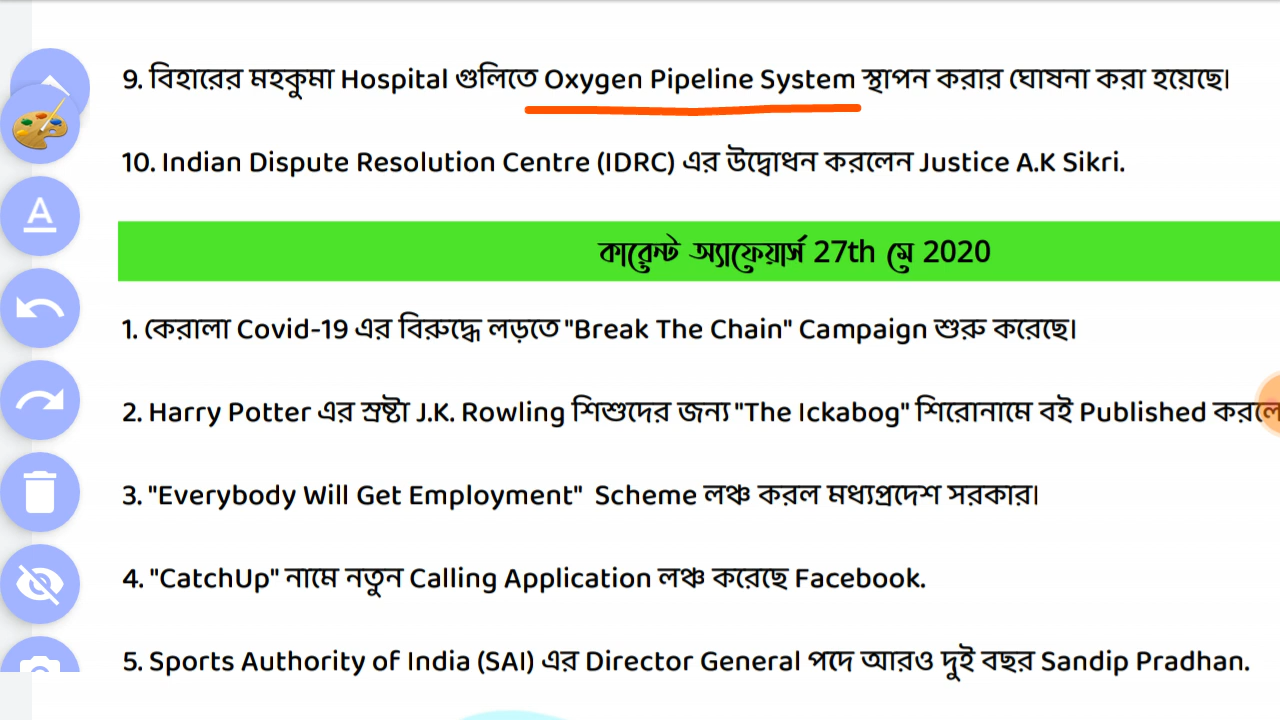 9. বিহারের মহকুমা Hospital গুলিতে Oxygen Pipeline System স্থাপন করার ঘোষনা করা হয়েছে।
10. Indian Dispute Resolution Centre (IDRC) এর উদ্বোধন করলেন Justice A.K Sikri.
কারেন্ট অ্যাফেয়ার্স 27th মে 2020
1. কেরালা Covid-19 এর বিরুদ্ধে লড়তে "Break The Chain" Campaign শুরু করেছে।
2. Harry Potter এর স্রষ্টা J.K. Rowling শিশুদের জন্য "The Ickabog" শিরোনামে বই Published
3. "Everybody Will Get Employment" Scheme লঞ্চ করল মধ্যপ্রদেশ সরকার।
4. "CatchUp" নামে নতুন Calling Application লঞ্চ করেছে Facebook.
5. Sports Authority of India (SAI) এর Director General পদে আরও দুই বছর Sandip Pradhan.